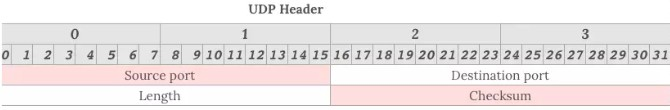 UDP Header
0 1 2 3
0 1 2 3 4 5 6 7 8 9 10 11 12 13 14 15 16 17 18 19 20 21 22 23 24 25 26 27 28 29 30 31
Source port Destination port
Length Checksum